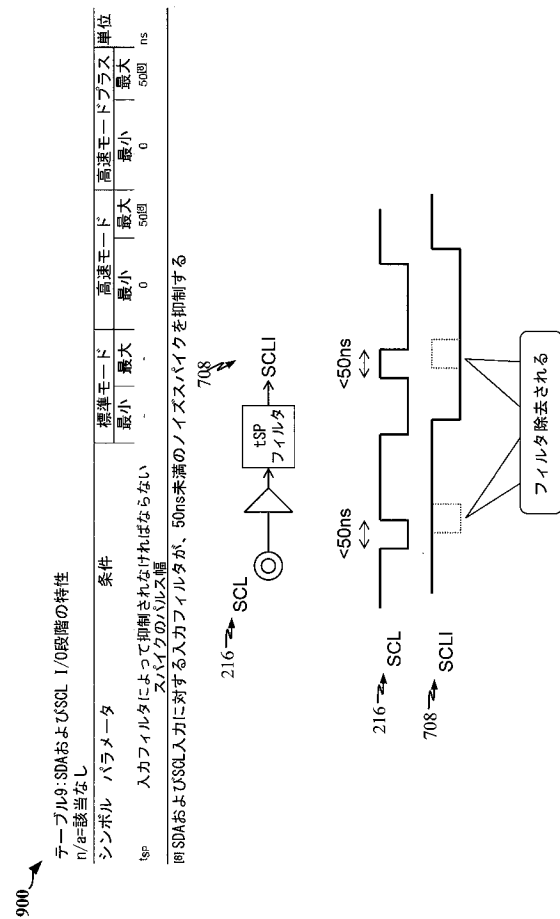 900
テーブル9:SDAおよびSCL I/O段階の特性
n/a=該当なし
シンボル パラメータ 条件 標準モード 高速モード 高速モードプラス 単位
最小 最大 最小 最大 最小 最大
tSP 入力フィルタによって抑制されなければならない - - 0 50[8] 0 50[8] ns
スパイクのパルス幅
[8] SDAおよびSCL入力に対する入力フィルタが、50ns未満のノイズスパイクを抑制する
216 SCL
tSP
フィルタ
SCLI
708
<50ns <50ns
216 SCL
708 SCLI
フィルタ除去される